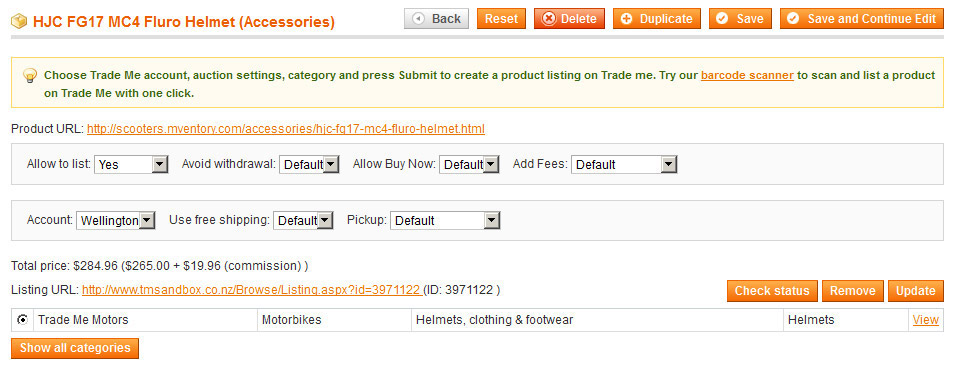 HJC FG17 MC4 Fluro Helmet (Accessories) Back Reset Delete Duplicate Save Save and Continue Edit
Choose Trade Me account, auction settings, category and press Submit to create a product listing on Trade me. Try our barcode scanner to scan and list a product
on Trade Me with one click.
Product URL: http://scooters.mventory.com/accessories/hjc-fg17-mc4-fluro-helmet.html
Allow to list: Yes Avoid withdrawal: Default Allow Buy Now: Default Add Fees: Default
Account: Wellington Use free shipping: Default Pickup: Default
Total price: $284.96 ($265.00 + $19.96 (commission) )
Listing URL: http://www.tmsandbox.co.nz/Browse/Listing.aspx?id=3971122 (ID: 3971122 ) Check status Remove Update
Trade Me Motors Motorbikes Helmets, clothing & footwear Helmets View
Show all categories